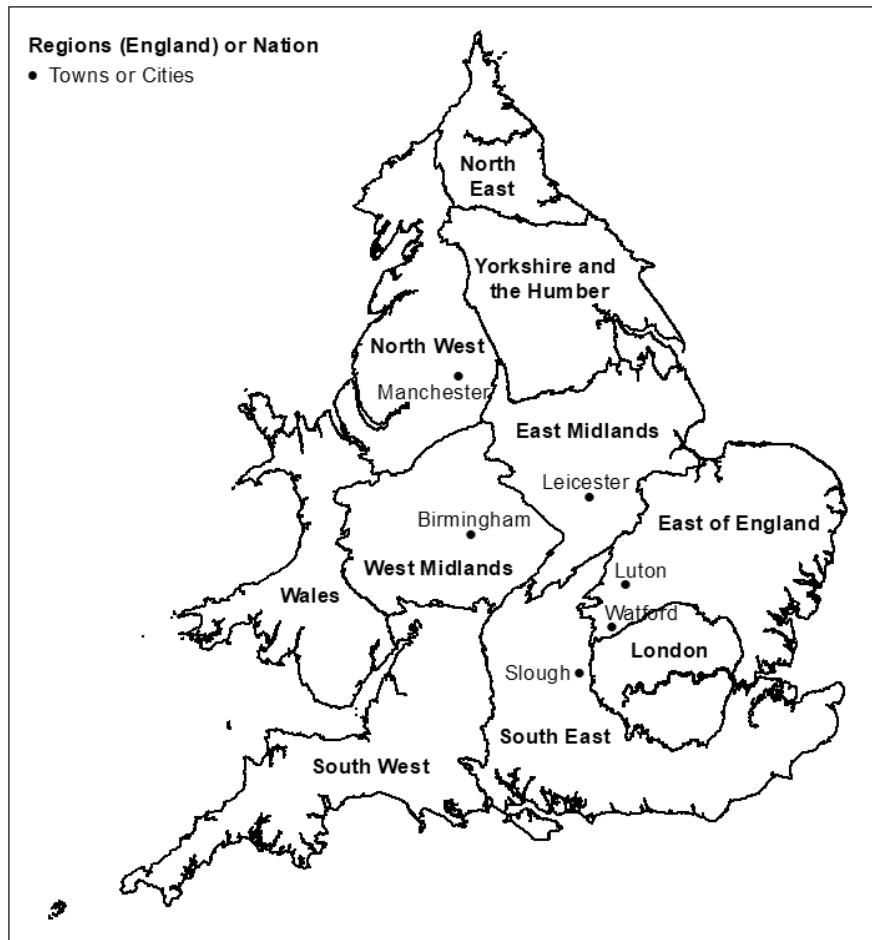 Regions (England) or Nation
• Towns or Cities
North
East
Yorkshire and
the Humber
North West
Manchester
East Midlands
Leicester
Birmingham
East of England
West Midlands
Luton
Wales
Watford
London
Slough
South East
South West